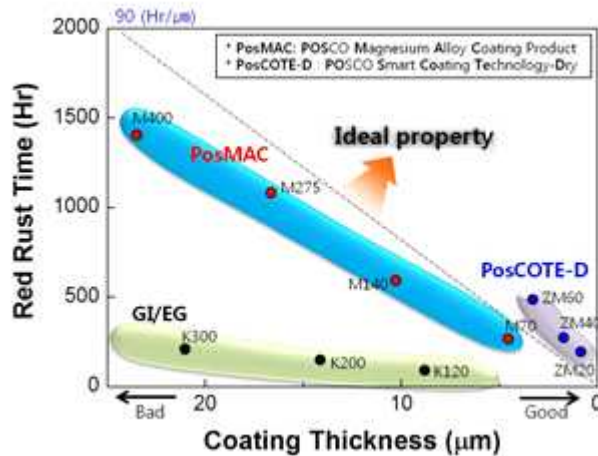 90 (Hr/μm)
2000
* PosMAC: POSCO Magnesium Alloy Coating Product
* PosCOTE-D : POSCO Smart Coating Technology-Dry
1500
M400
PosMAC
Ideal property
M275
1000
Red Rust Time (Hr)
PosCOTE-D
M140
500
ZM60
GI/EG
M70
ZM40
K300
K200
K120
ZM20
0
Bad
20
10
Good
0
Coating Thickness (μm)